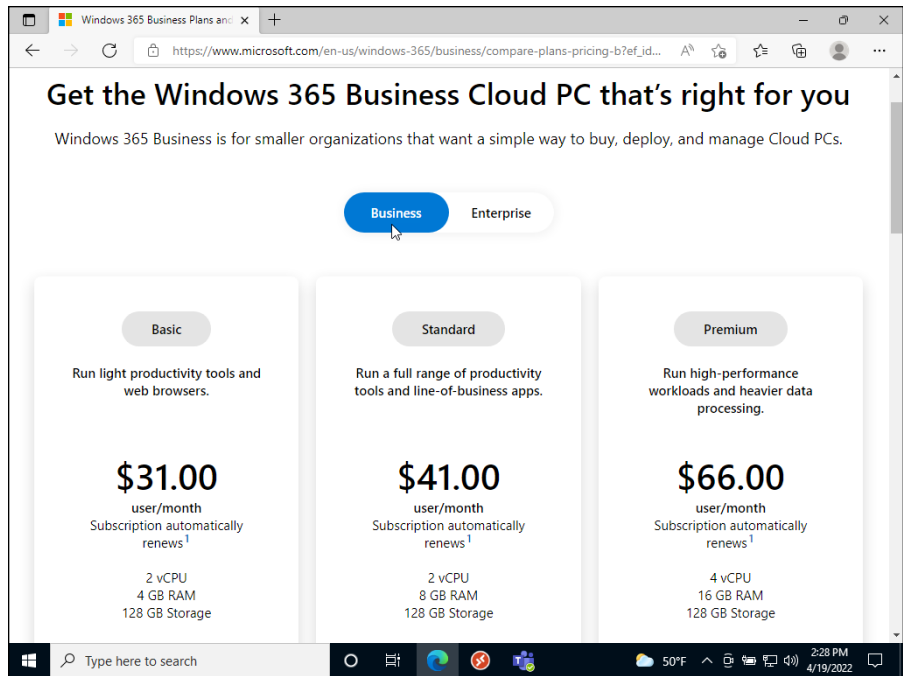 Windows 365 Business Plans and
https://www.microsoft.com/en-us/windows-365/business/compare-plans-pricing-b?ef_id...
Get the Windows 365 Business Cloud PC that's right for you
Windows 365 Business is for smaller organizations that want a simple way to buy, deploy, and manage Cloud PCs.
Business
Enterprise
Basic
Run light productivity tools and
web browsers.
$31.00
user/month
Subscription automatically
renews1
2 vCPU
4 GB RAM
128 GB Storage
Standard
Run a full range of productivity
tools and line-of-business apps.
$41.00
user/month
Subscription automatically
renews1
2 vCPU
8 GB RAM
128 GB Storage
Premium
Run high-performance
workloads and heavier data
processing.
$66.00
user/month
Subscription automatically
renews1
4 vCPU
16 GB RAM
128 GB Storage
Type here to search
50°F
2:28 PM
4/19/2022